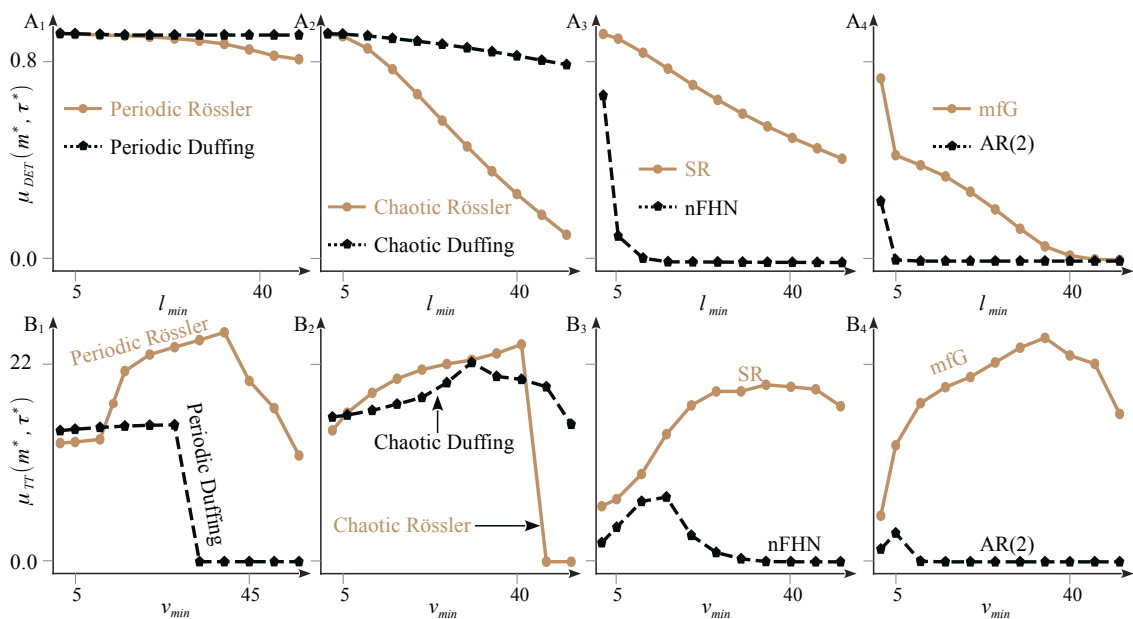 A1
A2
A3
A4
0.8
0.0
μDET(m*, τ*)
Periodic Rössler
Periodic Duffing
Chaotic Rössler
Chaotic Duffing
SR
nFHN
mfG
AR(2)
5
40
5
40
5
40
5
40
lmin
lmin
lmin
lmin
B1
B2
B3
B4
22
0.0
μTT(m*, τ*)
Periodic Rössler
Periodic Duffing
Chaotic Duffing
Chaotic Rössler
SR
nFHN
mfG
AR(2)
5
45
5
40
5
40
5
40
vmin
vmin
vmin
vmin